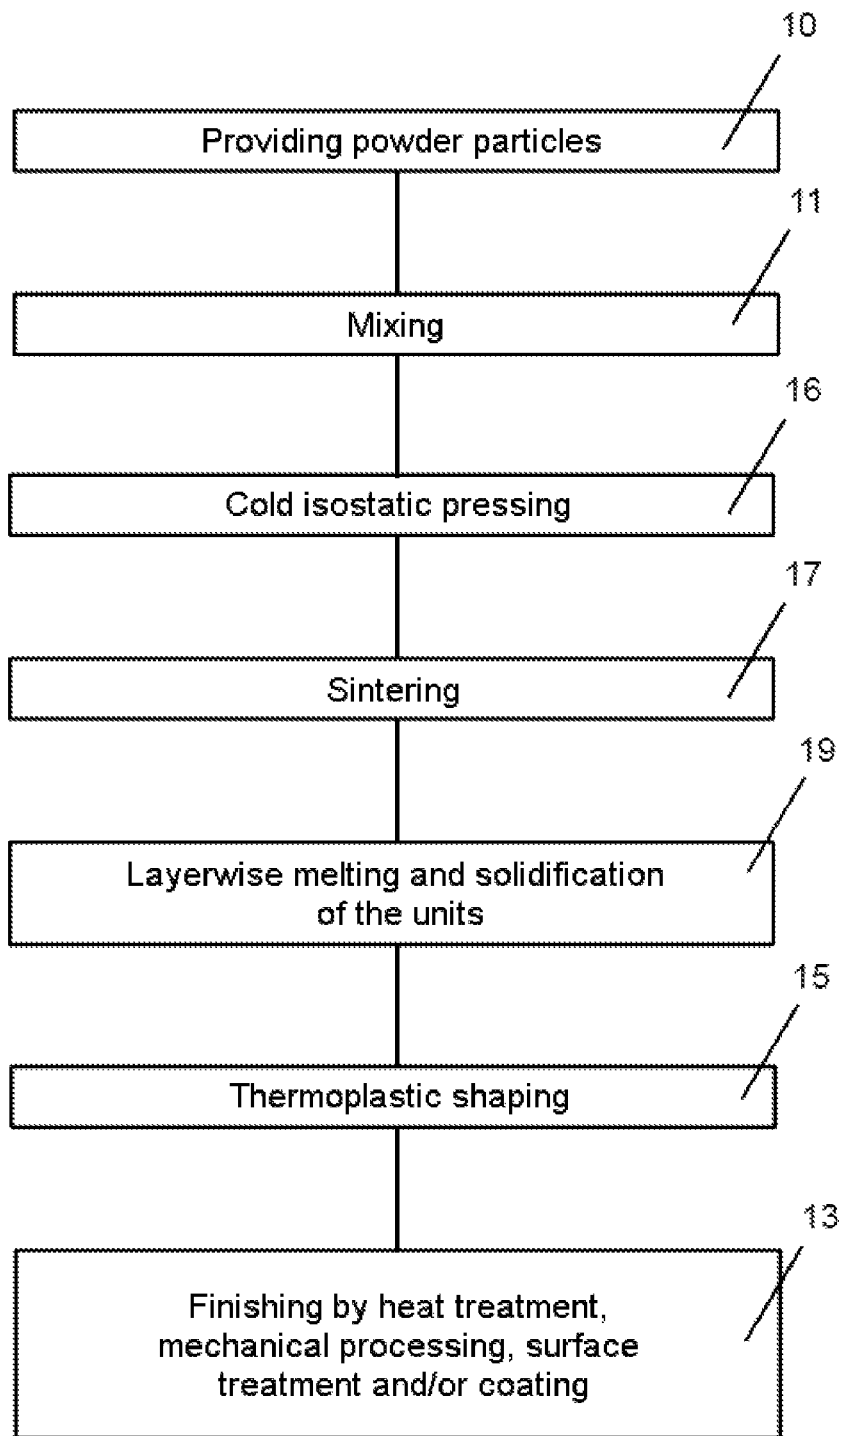 10
Providing powder particles
11
Mixing
16
Cold isostatic pressing
17
Sintering
19
Layerwise melting and solidification
of the units
15
Thermoplastic shaping
13
Finishing by heat treatment,
mechanical processing, surface
treatment and/or coating